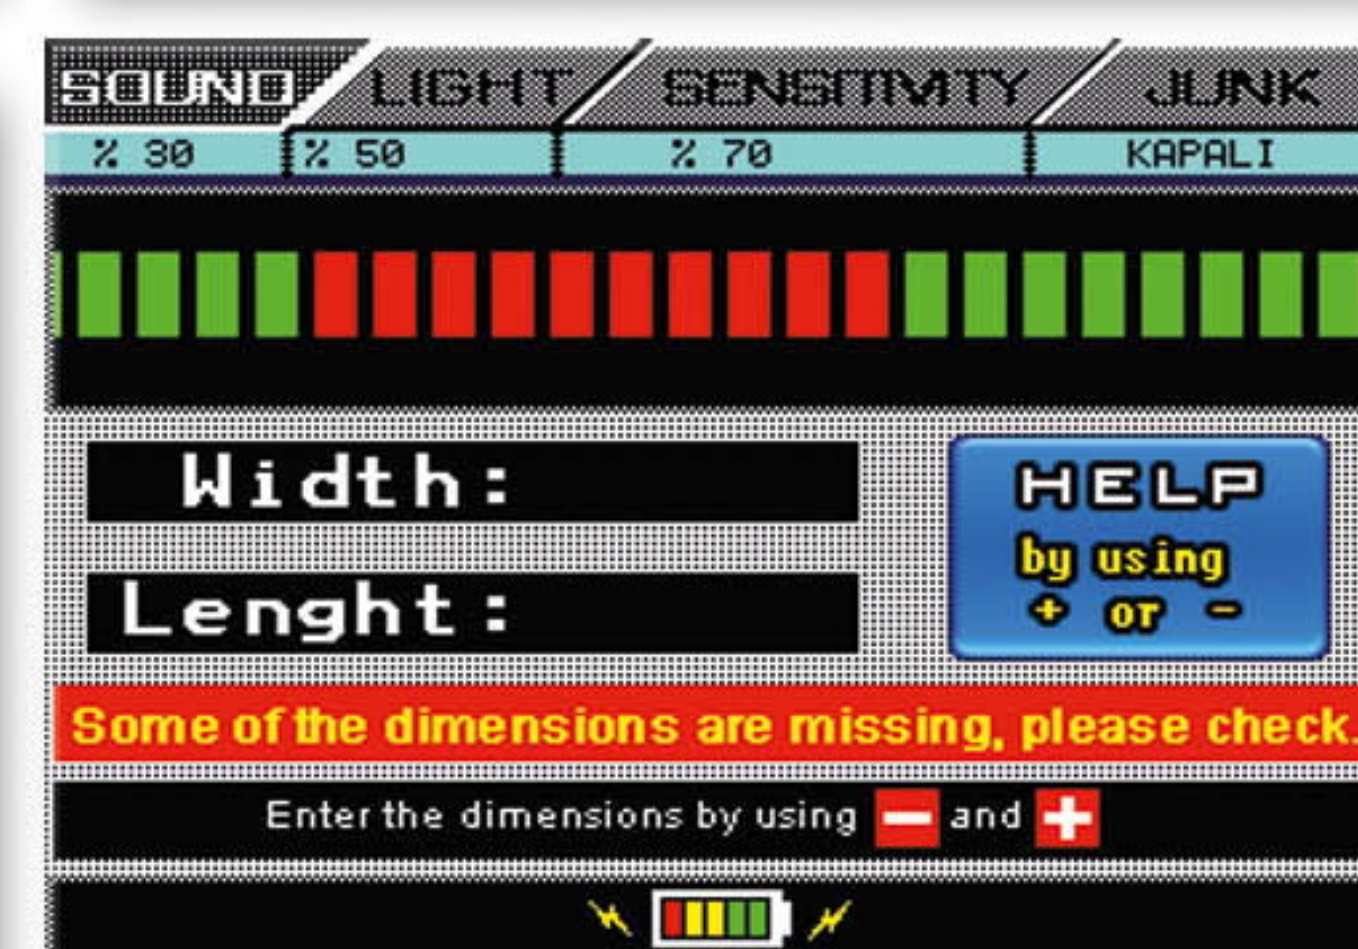 SOUND LIGHT SENSITIVITY JUNK
% 30 % 50 % 70 KAPALI
Width:
Lenght:
HELP
by using
+ or -
Some of the dimensions are missing, please check.
Enter the dimensions by using - and +